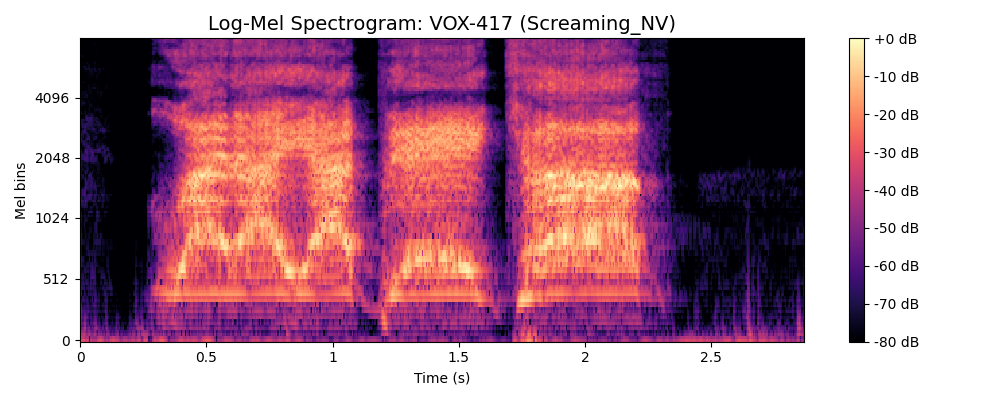 Log-Mel Spectrogram: VOX-417 (Screaming_NV)
Mel bins
4096
2048
1024
512
0
0
0.5
1
1.5
2
2.5
Time (s)
+0 dB
-10 dB
-20 dB
-30 dB
-40 dB
-50 dB
-60 dB
-70 dB
-80 dB